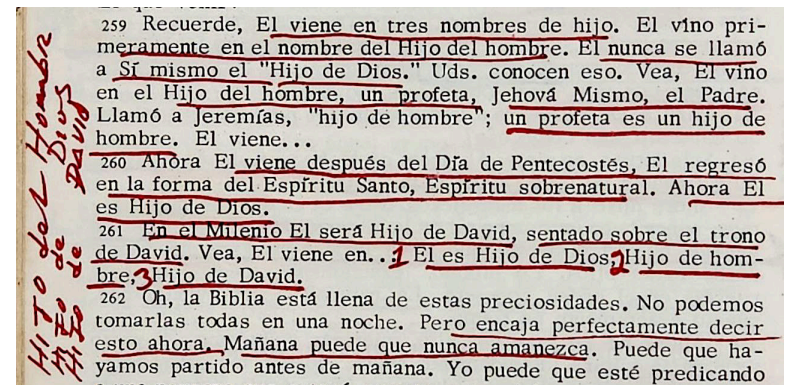 259 Recuerde, El viene en tres nombres de hijo. El vino pri-
meramente en el nombre del Hijo del hombre. El nunca se llamó
a Sí mismo el "Hijo de Dios." Uds. conocen eso. Vea, El vino
en el Hijo del hombre, un profeta, Jehová Mismo, el Padre.
Llamó a Jeremías, "hijo de hombre"; un profeta es un hijo de
hombre. El viene...
260 Ahora El viene después del Día de Pentecostés, El regresó
en la forma del Espíritu Santo, Espíritu sobrenatural. Ahora El
es Hijo de Dios.
261 En el Milenio El será Hijo de David, sentado sobre el trono
de David. Vea, El viene en... 1 El es Hijo de Dios, 2 Hijo de hom-
bre, 3 Hijo de David.
262 Oh, la Biblia está llena de estas preciosidades. No podemos
tomarlas todas en una noche. Pero encaja perfectamente decir
esto ahora. Mañana puede que nunca amanezca. Puede que ha-
yamos partido antes de mañana. Yo puede que esté predicando
HIJO del Hombre
HIJO de Dios
HIJO de DAVID